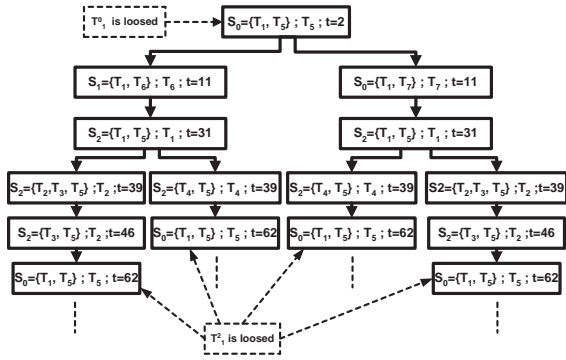 T⁰₁ is loosed
S₀={T₁, T₅} ; T₅ ; t=2
S₁={T₁, T₆} ; T₆ ; t=11
S₀={T₁, T₇} ; T₇ ; t=11
S₂={T₁, T₅} ; T₁ ; t=31
S₂={T₁, T₅} ; T₁ ; t=31
S₂={T₂,T₃, T₅} ;T₂ ;t=39
S₂={T₄, T₅} ; T₄ ; t=39
S₂={T₄, T₅} ; T₄ ; t=39
S2={T₂,T₃, T₅} ;T₂ ;t=39
S₂={T₃, T₅} ;T₂ ; t=46
S₀={T₁, T₅} ; T₅ ; t=62
S₀={T₁, T₅} ; T₅ ; t=62
S₂={T₃, T₅} ;T₂ ; t=46
S₀={T₁, T₅} ; T₅ ; t=62
S₀={T₁, T₅} ; T₅ ; t=62
T²₁ is loosed